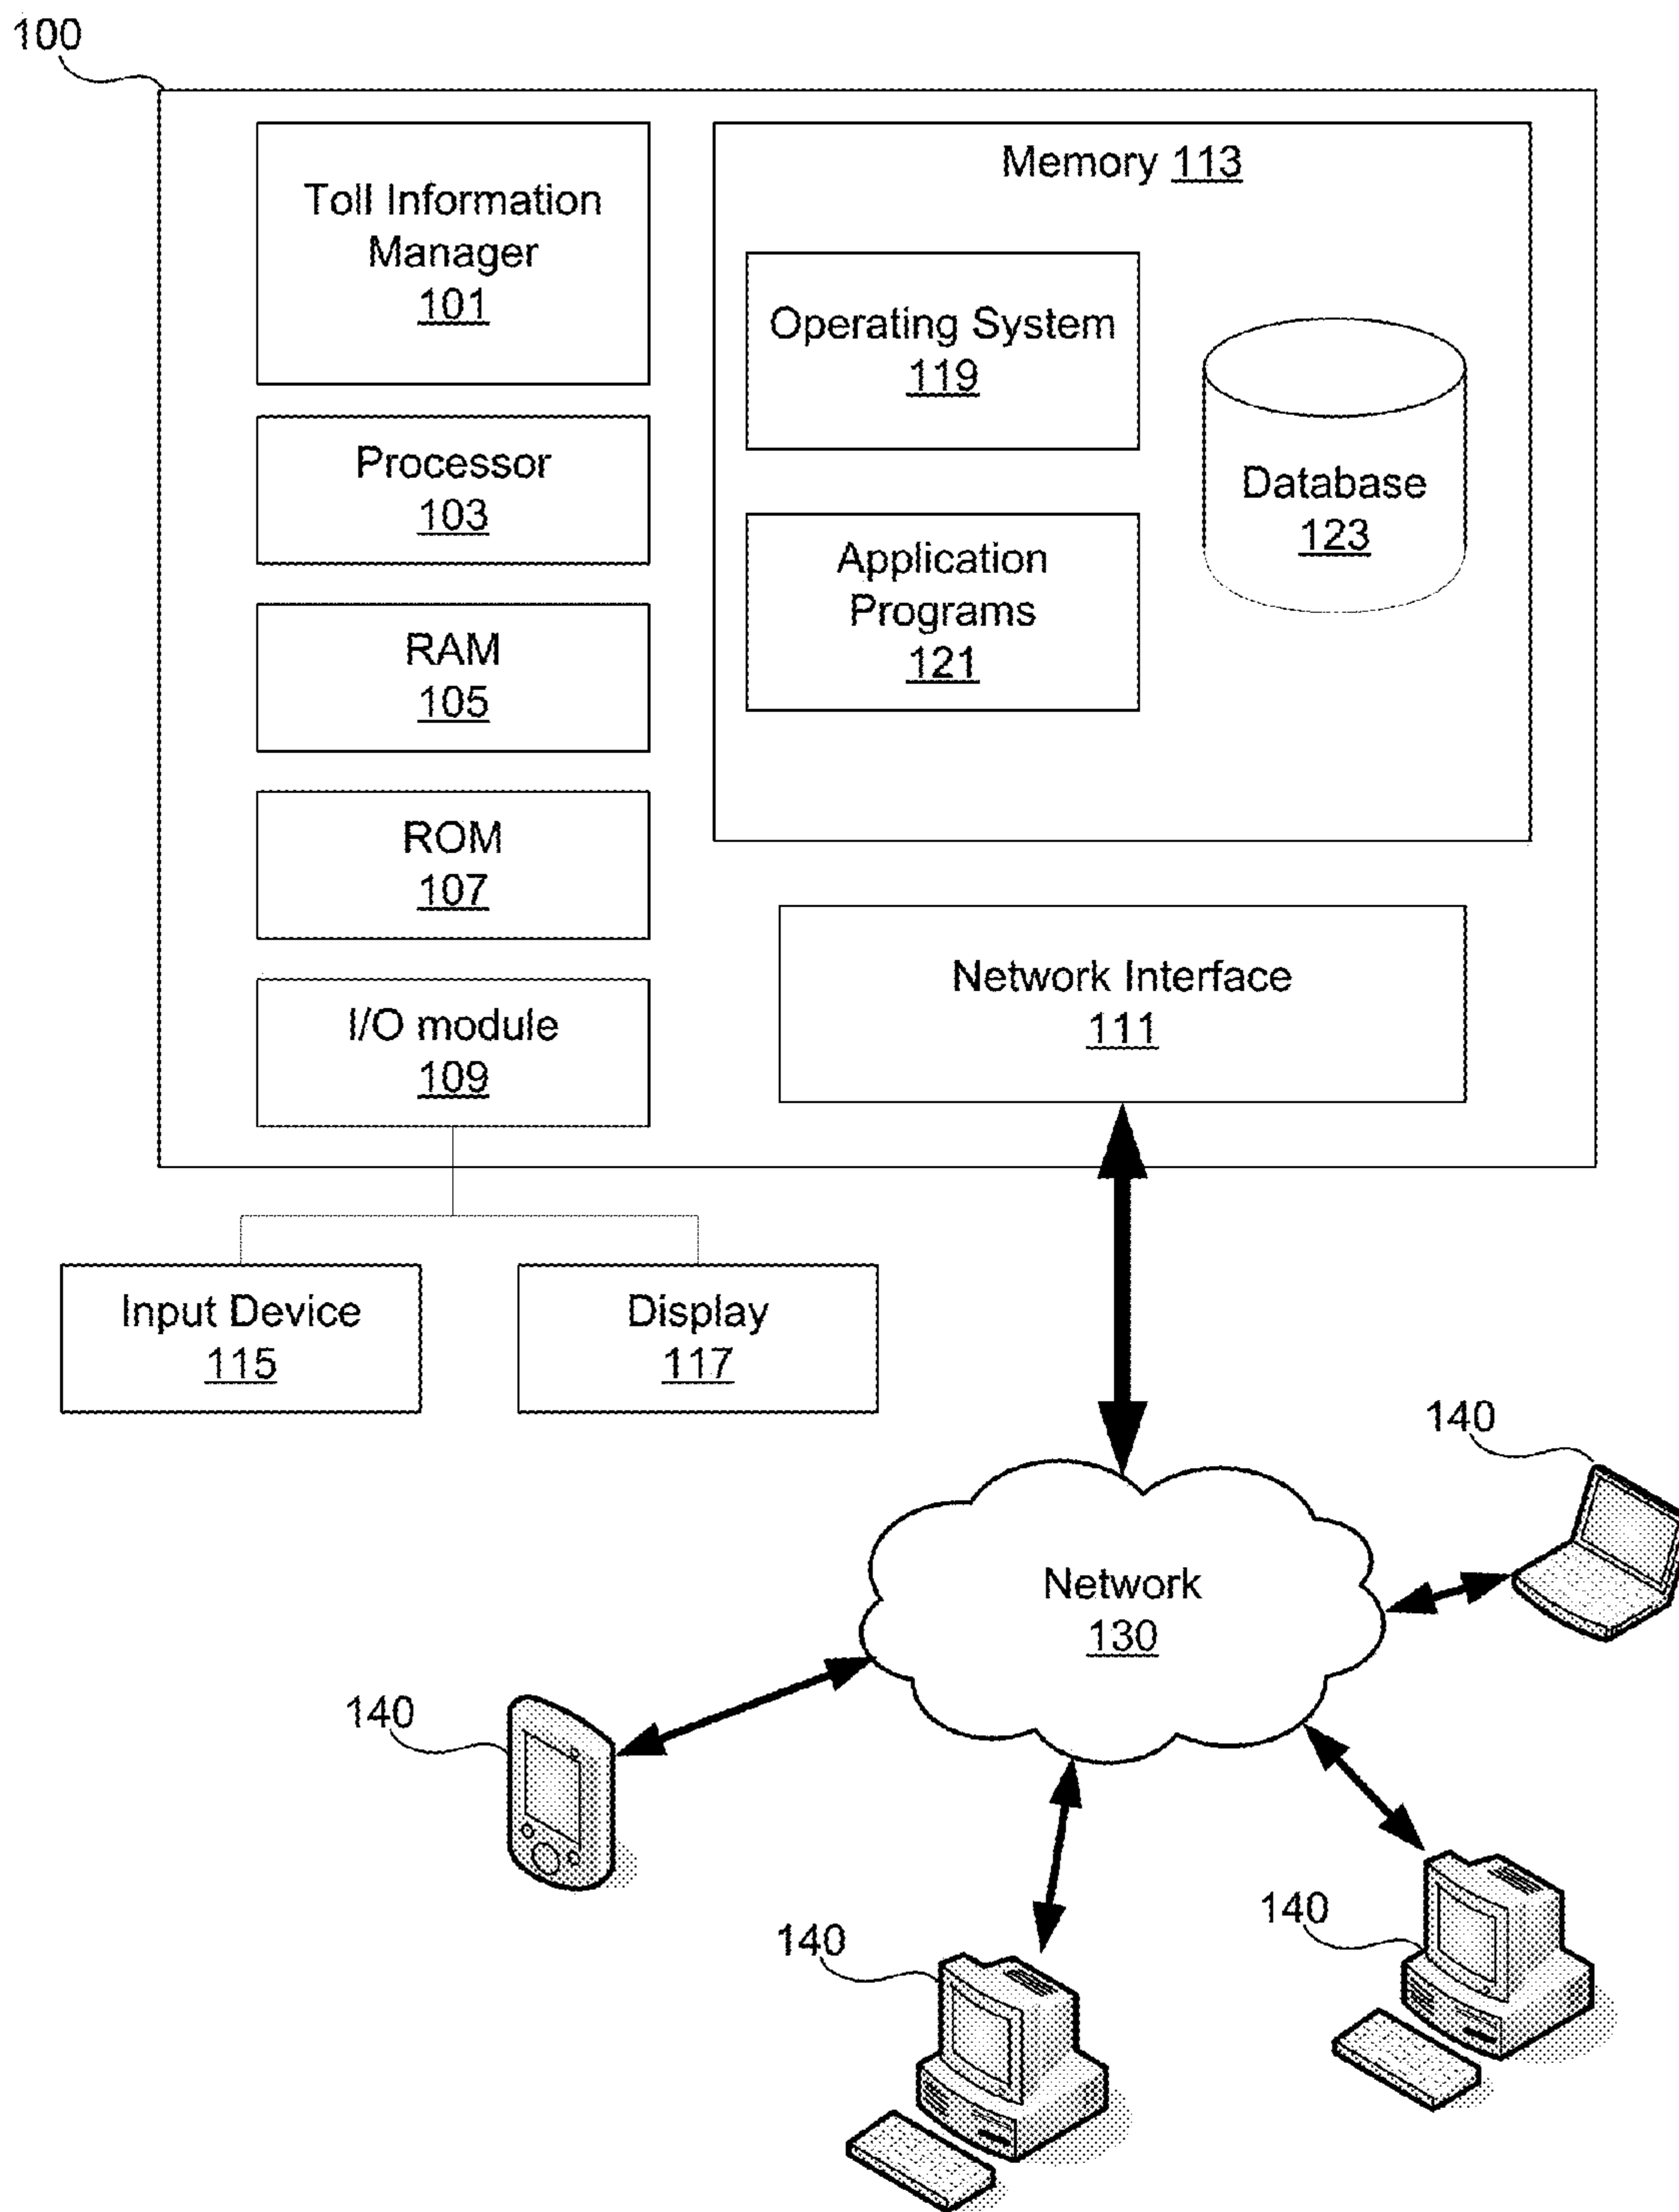 100
Toll Information
Manager
101
Processor
103
RAM
105
ROM
107
I/O module
109
Memory 113
Operating System
119
Application
Programs
121
Database
123
Network Interface
111
Input Device
115
Display
117
Network
130
140
140
140
140